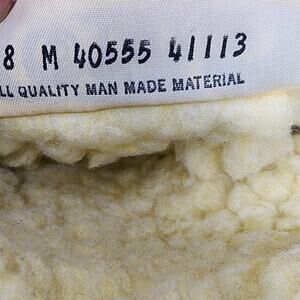 8 M 40555 41113
LL QUALITY MAN MADE MATERIAL